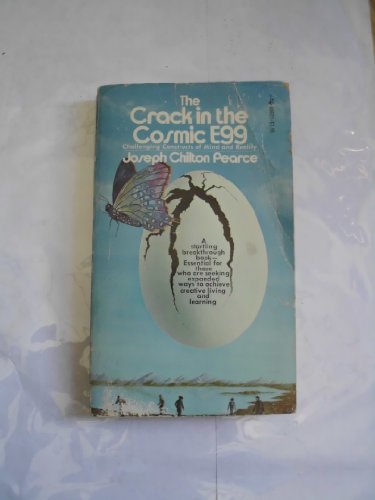 The
Crack in the
Cosmic Egg
Challenging Constructs of Mind and Reality
Joseph Chilton Pearce
A
startling
breakthrough
book—
Essential for
those
who are seeking
expanded
ways to achieve
creative living
and
learning